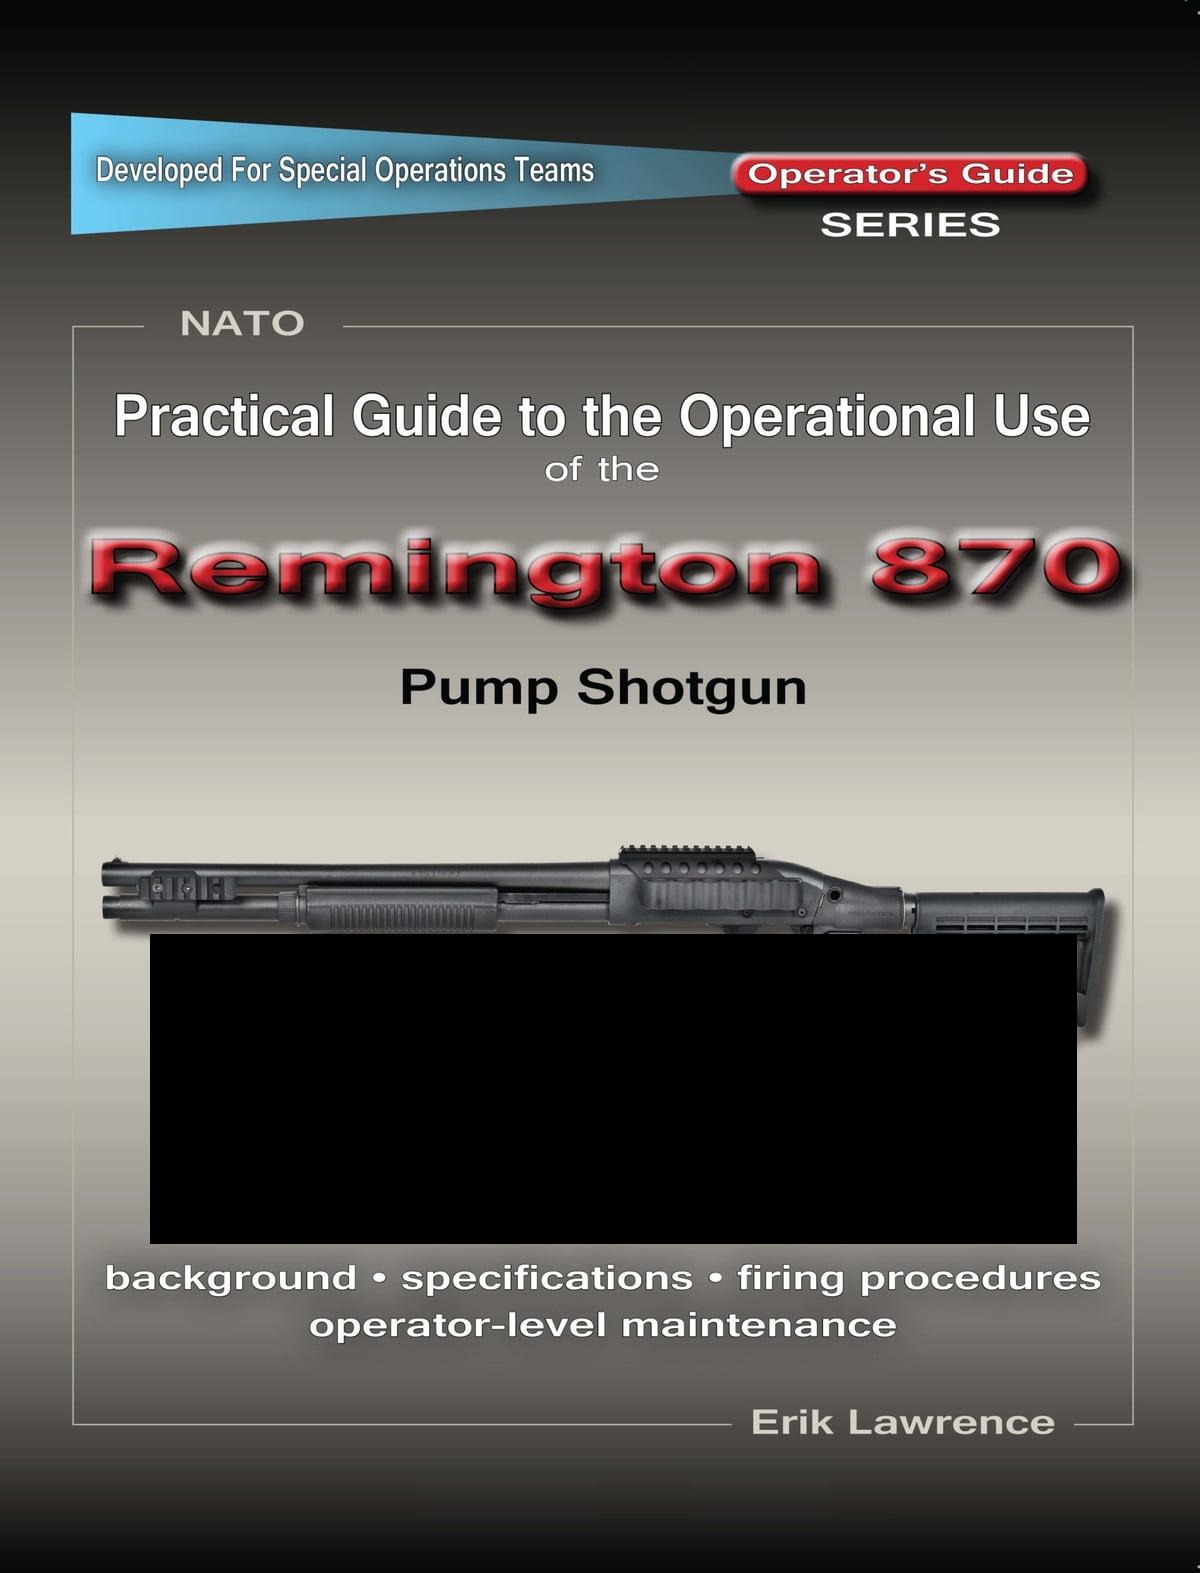 Developed For Special Operations Teams
Operator's Guide
SERIES
NATO
Practical Guide to the Operational Use
of the
Remington 870
Pump Shotgun
background • specifications • firing procedures
operator-level maintenance
Erik Lawrence